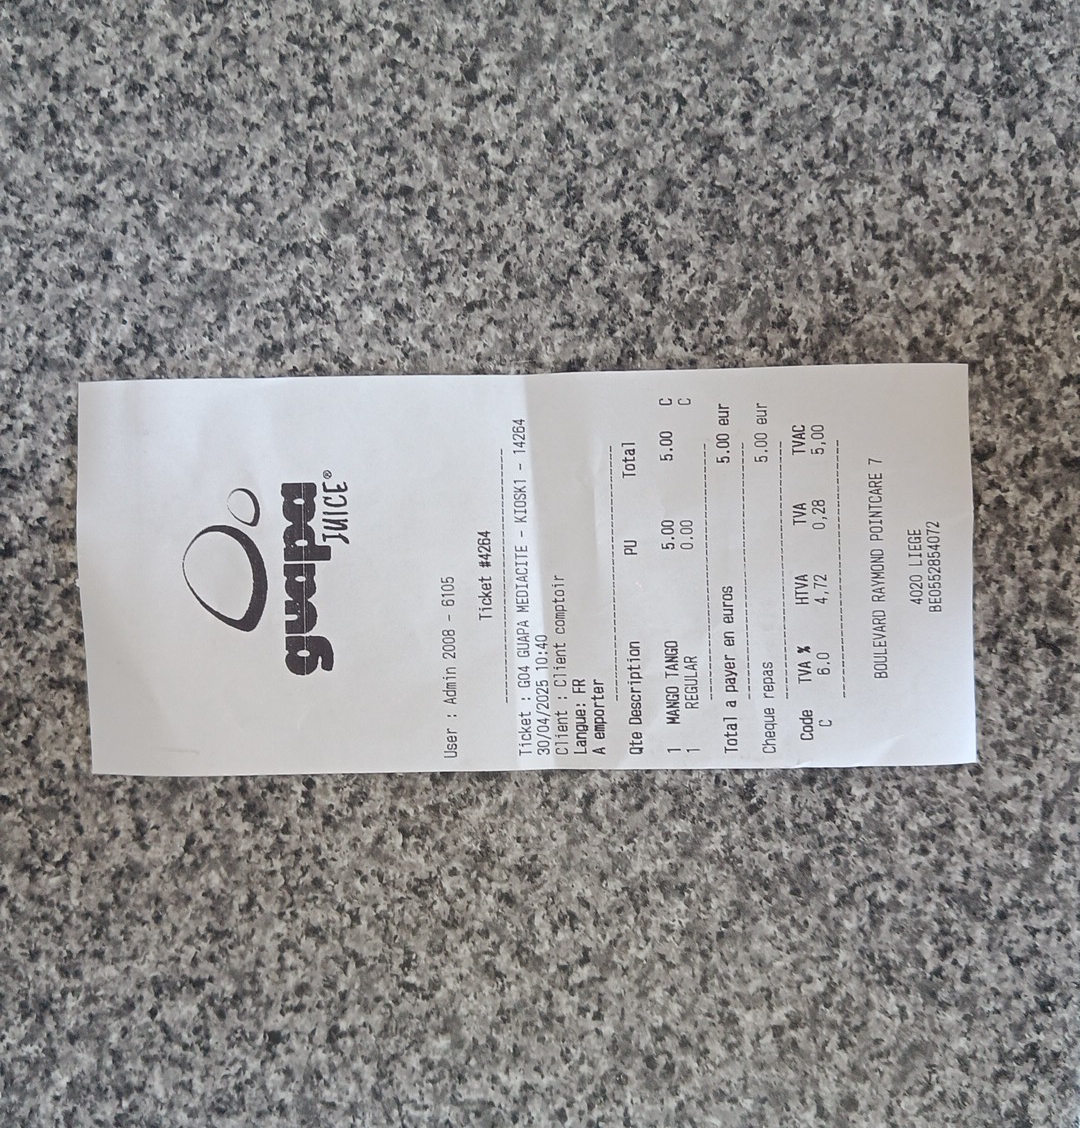 guapa
JUICE®
User : Admin 2008 - 6105
Ticket #4264
Ticket : G04 GUAPA MEDIACITE - KIOSK1 - 14264
30/04/2025 10:40
Client : Client comptoir
Langue: FR
A emporter
Qte Description PU Total
1 MANGO TANGO 5.00 5.00 C
1 REGULAR 0.00 C
Total a payer en euros 5.00 eur
Cheque repas 5.00 eur
Code TVA % HTVA TVA TVAC
C 6.0 4,72 0,28 5,00
BOULEVARD RAYMOND POINTCARE 7
4020 LIEGE
BE0552854072